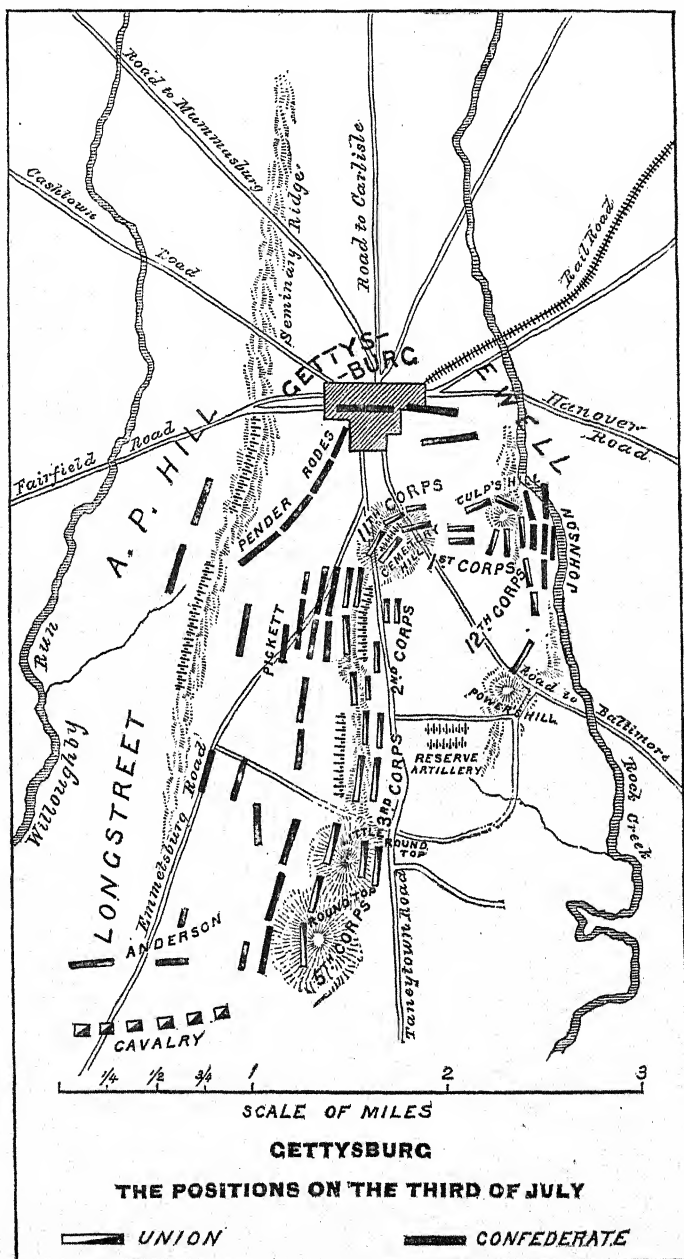 Road to Mummasburg
Cashtown Road
Seminary Ridge
Road to Carlisle
Rail Road
GETTYS-
-BURG
EWELL
Hanover
Road
Fairfield Road
A. P. HILL
PENDER RODES
11TH CORPS
CEMETERY
HILL
CULP'S H
1ST CORPS
JOHNSON
12TH CORPS
PICKETT
2ND CORPS
Willoughby Run
POWER HILL
Road to Baltimore
RESERVE
ARTILLERY
Rock Creek
LONGSTREET
Emmetsburg Road
3RD CORPS
LITTLE ROUND
TOP
ROUND TOP
5TH CORPS
Taneytown Road
ANDERSON
CAVALRY
1/4 1/2 3/4 1 2 3
SCALE OF MILES
GETTYSBURG
THE POSITIONS ON THE THIRD OF JULY
UNION
CONFEDERATE